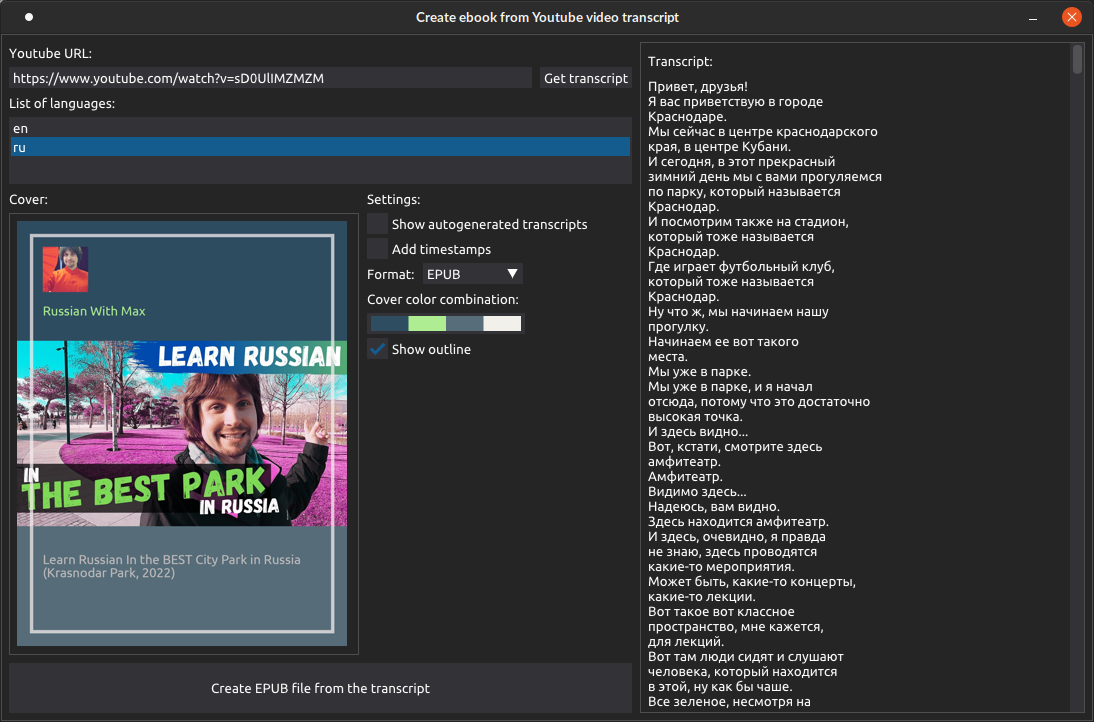 Create ebook from Youtube video transcript
Youtube URL:
https://www.youtube.com/watch?v=sD0UlIMZMZM
Get transcript
List of languages:
en
ru
Cover:
Russian With Max
LEARN RUSSIAN
IN
THE BEST PARK
IN RUSSIA
Learn Russian In the BEST City Park in Russia
(Krasnodar Park, 2022)
Settings:
Show autogenerated transcripts
Add timestamps
Format: EPUB
Cover color combination:
Show outline
Create EPUB file from the transcript
Transcript:
Привет, друзья!
Я вас приветствую в городе
Краснодаре.
Мы сейчас в центре краснодарского
края, в центре Кубани.
И сегодня, в этот прекрасный
зимний день мы с вами прогуляемся
по парку, который называется
Краснодар.
И посмотрим также на стадион,
который тоже называется
Краснодар.
Где играет футбольный клуб,
который тоже называется
Краснодар.
Ну что ж, мы начинаем нашу
прогулку.
Начинаем ее вот такого
места.
Мы уже в парке.
Мы уже в парке, и я начал
отсюда, потому что это достаточно
высокая точка.
И здесь видно...
Вот, кстати, смотрите здесь
амфитеатр.
Амфитеатр.
Видимо здесь...
Надеюсь, вам видно.
Здесь находится амфитеатр.
И здесь, очевидно, я правда
не знаю, здесь проводятся
какие-то мероприятия.
Может быть, какие-то концерты,
какие-то лекции.
Вот такое вот классное
пространство, мне кажется,
для лекций.
Вот там люди сидят и слушают
человека, который находится
в этой, ну как бы чаше.
Все зеленое, несмотря на